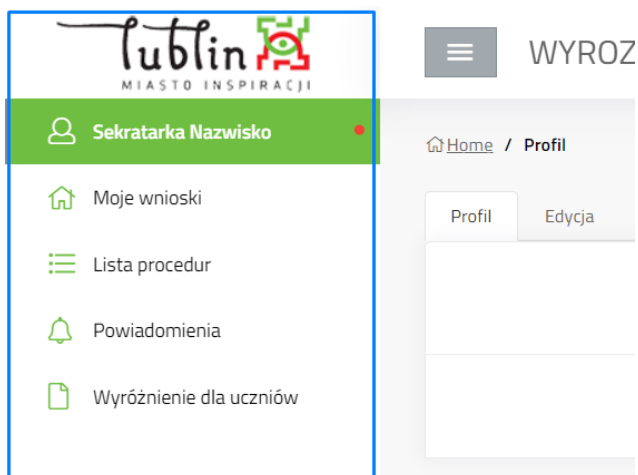 lublin
MIASTO INSPIRACJI
Sekratarka Nazwisko
Moje wnioski
Lista procedur
Powiadomienia
Wyróżnienie dla uczniów
WYROZ
Home / Profil
Profil Edycja